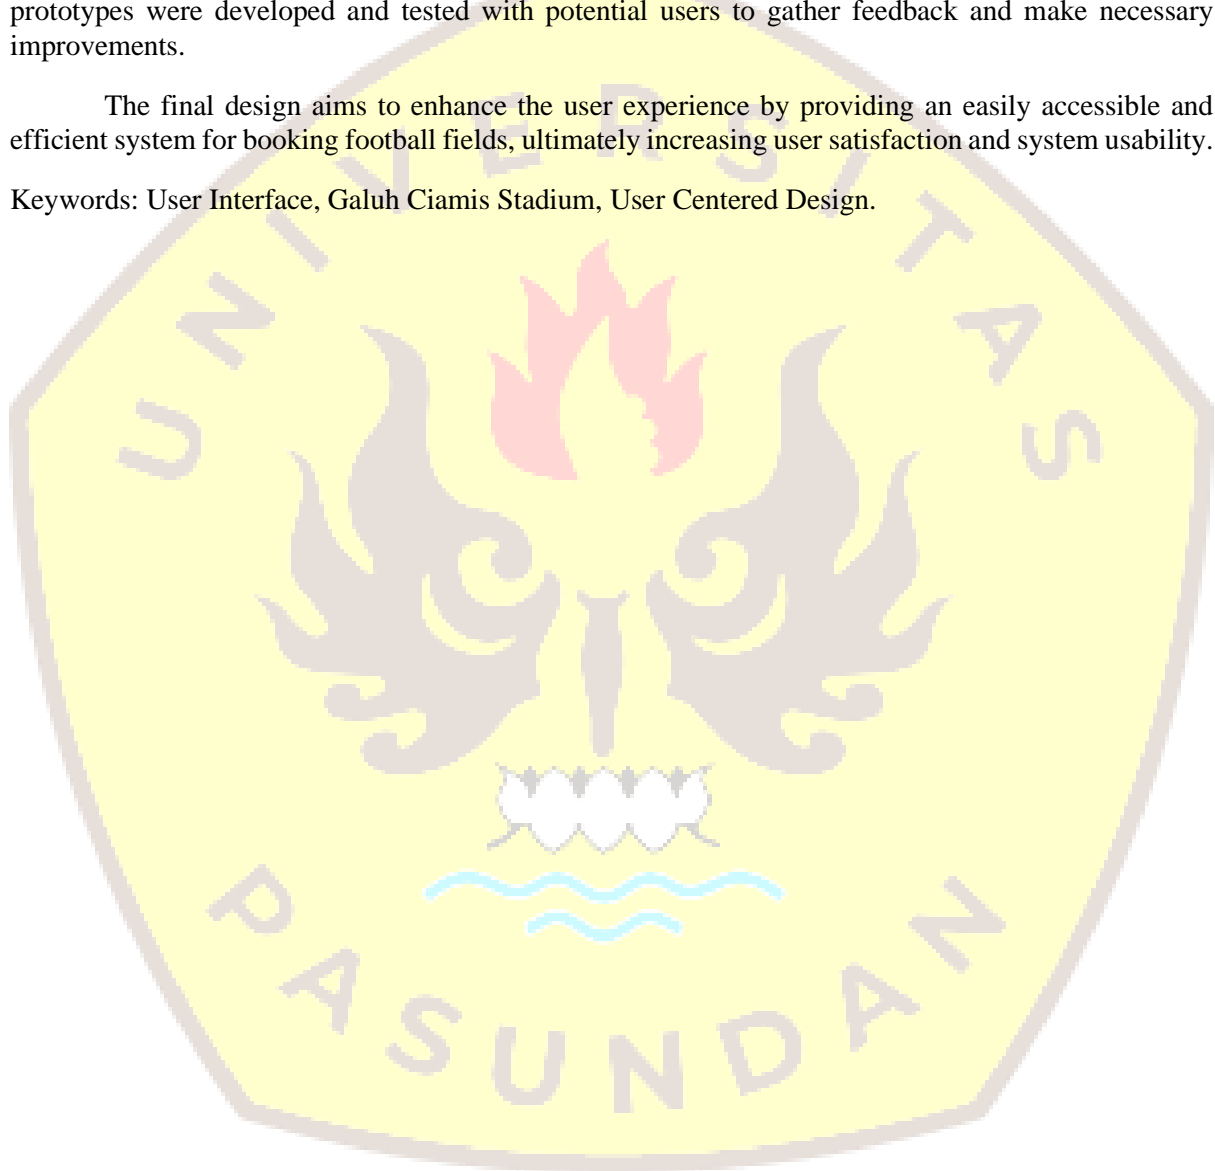 prototypes were developed and tested with potential users to gather feedback and make necessary
improvements.
The final design aims to enhance the user experience by providing an easily accessible and
efficient system for booking football fields, ultimately increasing user satisfaction and system usability.
Keywords: User Interface, Galuh Ciamis Stadium, User Centered Design.
UNIVERSITAS
PASUNDAN